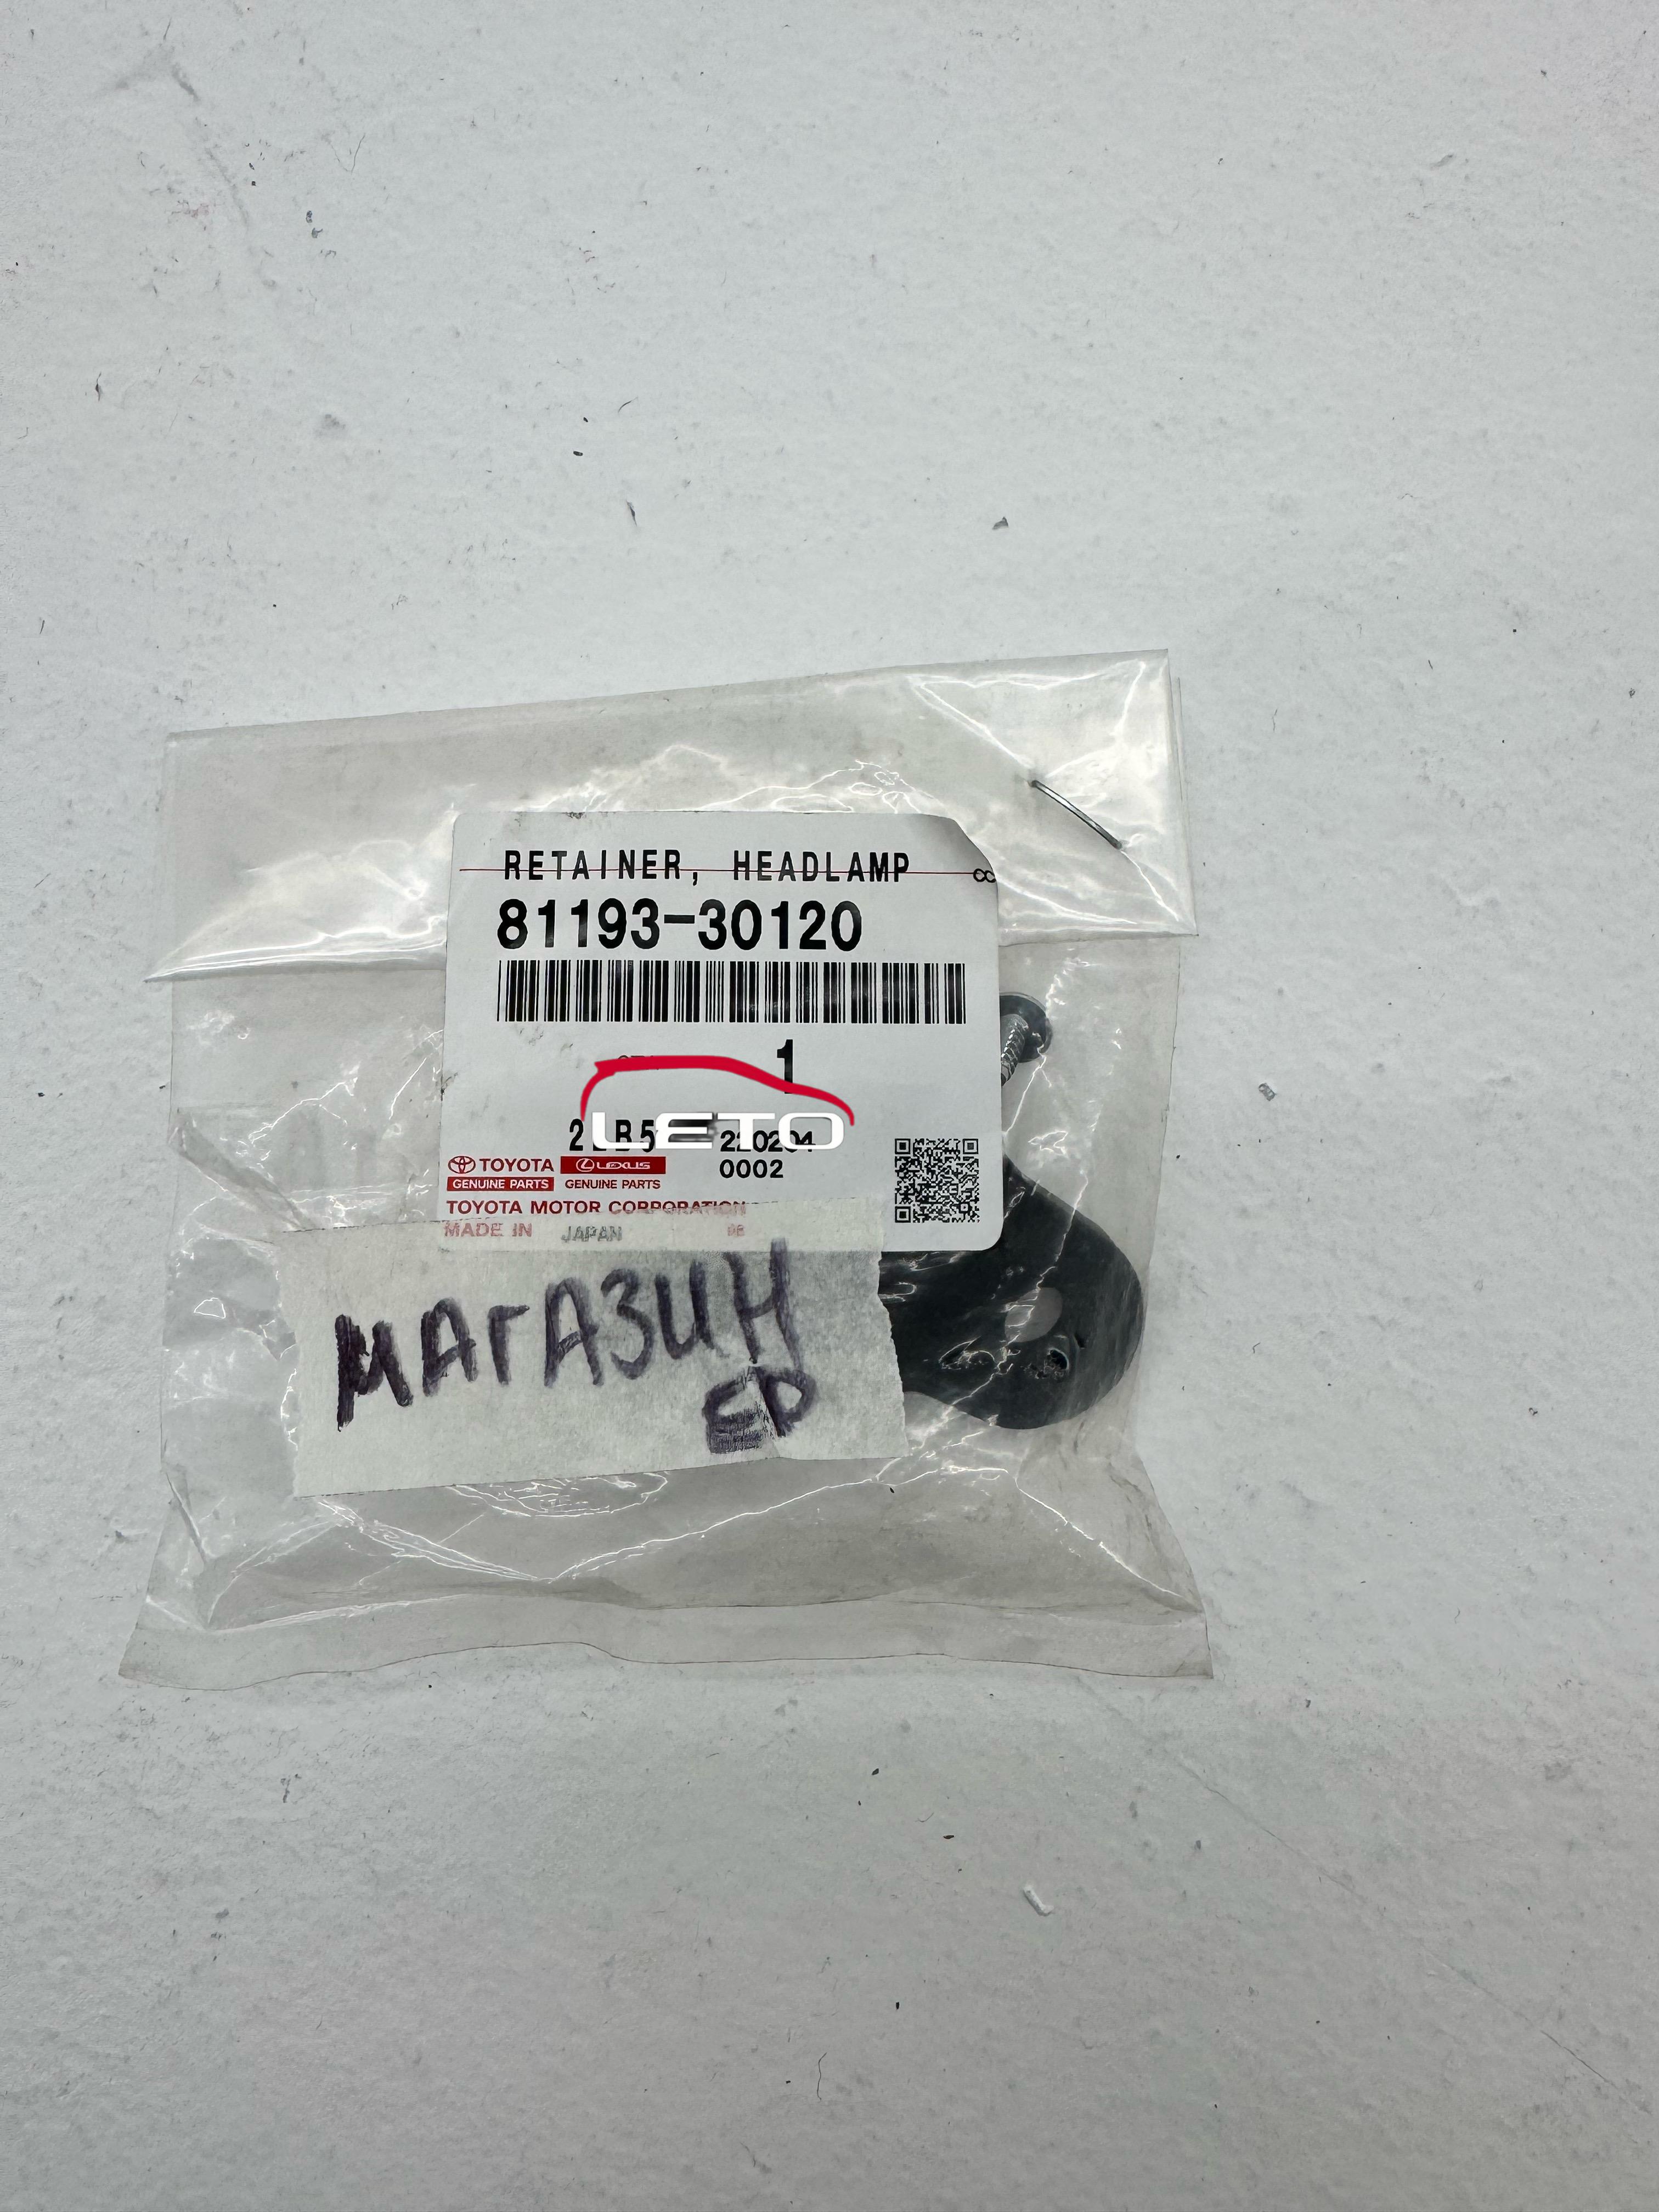 RETAINER, HEADLAMP
81193-30120
1
LETO
220204
TOYOTA LEXUS 0002
GENUINE PARTS GENUINE PARTS
TOYOTA MOTOR CORPORATION
MADE IN JAPAN
МАГАЗИН